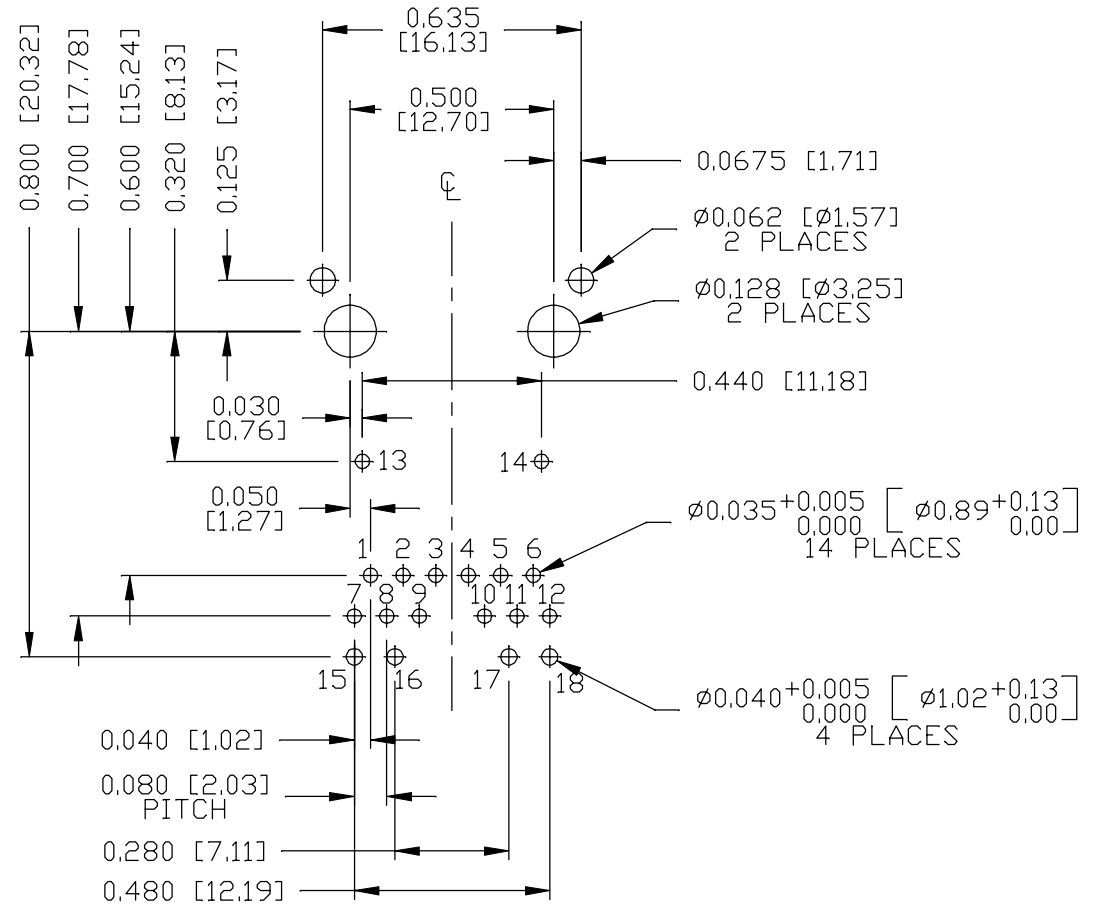 0,635
[16,13]
0,500
[12,70]
0,800 [20,32]
0,700 [17,78]
0,600 [15,24]
0,320 [8,13]
0,125 [3,17]
CL
0,0675 [1,71]
Ø0,062 [Ø1,57]
2 PLACES
Ø0,128 [Ø3,25]
2 PLACES
0,440 [11,18]
0,030
[0,76]
13
14
0,050
[1,27]
Ø0,035+0,005 [Ø0,89+0,13]
0,000 0,00
14 PLACES
1 2 3 4 5 6
7 8 9 10 11 12
15 16 17 18
Ø0,040+0,005 [Ø1,02+0,13]
0,000 0,00
4 PLACES
0,040 [1,02]
0,080 [2,03]
PITCH
0,280 [7,11]
0,480 [12,19]